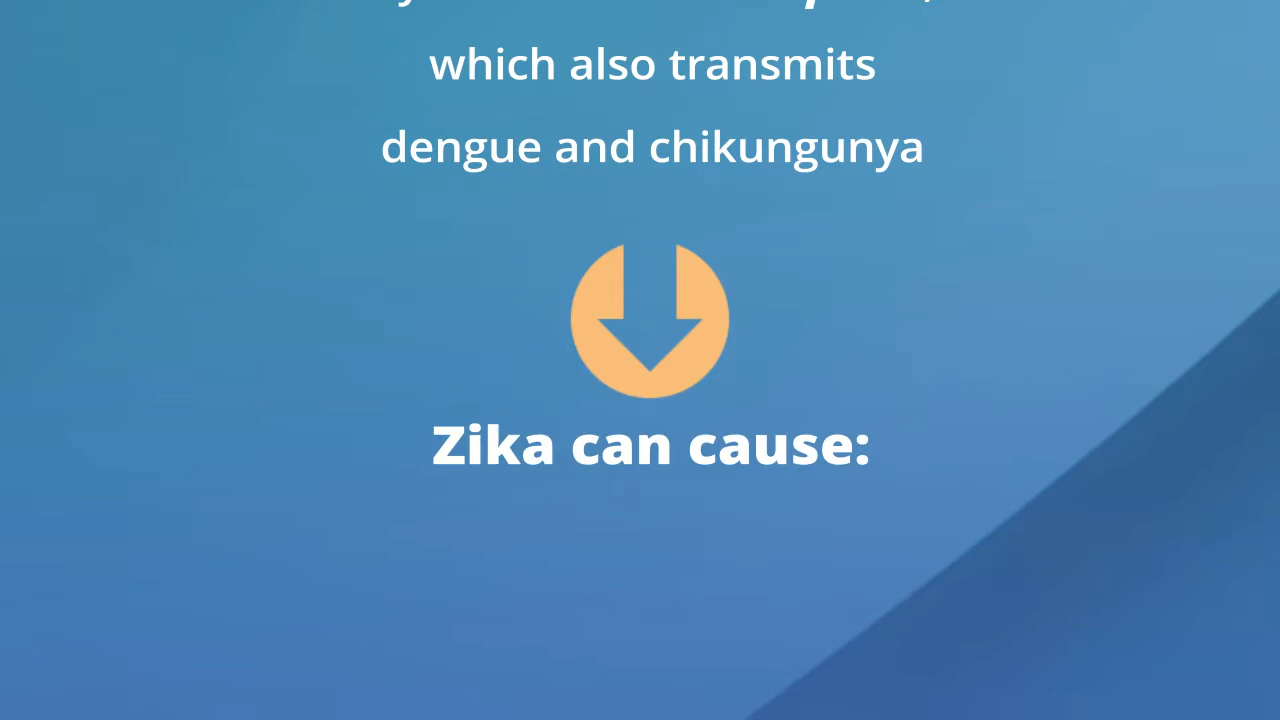 which also transmits
dengue and chikungunya
Zika can cause: